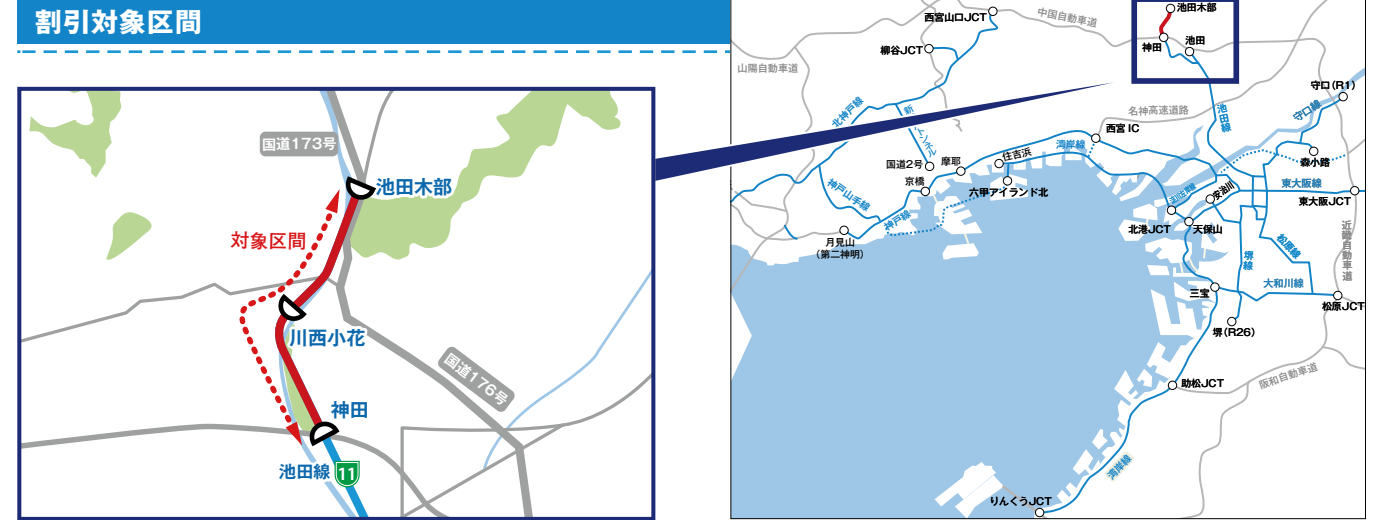 割引対象区間
国道173号
池田木部
対象区間
川西小花
国道176号
神田
池田線
11
西宮山口JCT
中国自動車道
池田木部
神田
池田
柳谷JCT
山陽自動車道
守口(R1)
北神戸線
新
トンネル
名神高速道路
池田線
守口線
西宮IC
湾岸線
森小路
国道2号
摩耶
住吉浜
京橋
六甲アイランド北
神戸山手線
神戸線
淀川左岸線
安治川
東大阪線
東大阪JCT
月見山
(第二神明)
北港JCT
天保山
近畿自動車道
堺線
松原線
三宝
大和川線
松原JCT
堺(R26)
助松JCT
阪和自動車道
湾岸線
りんくうJCT